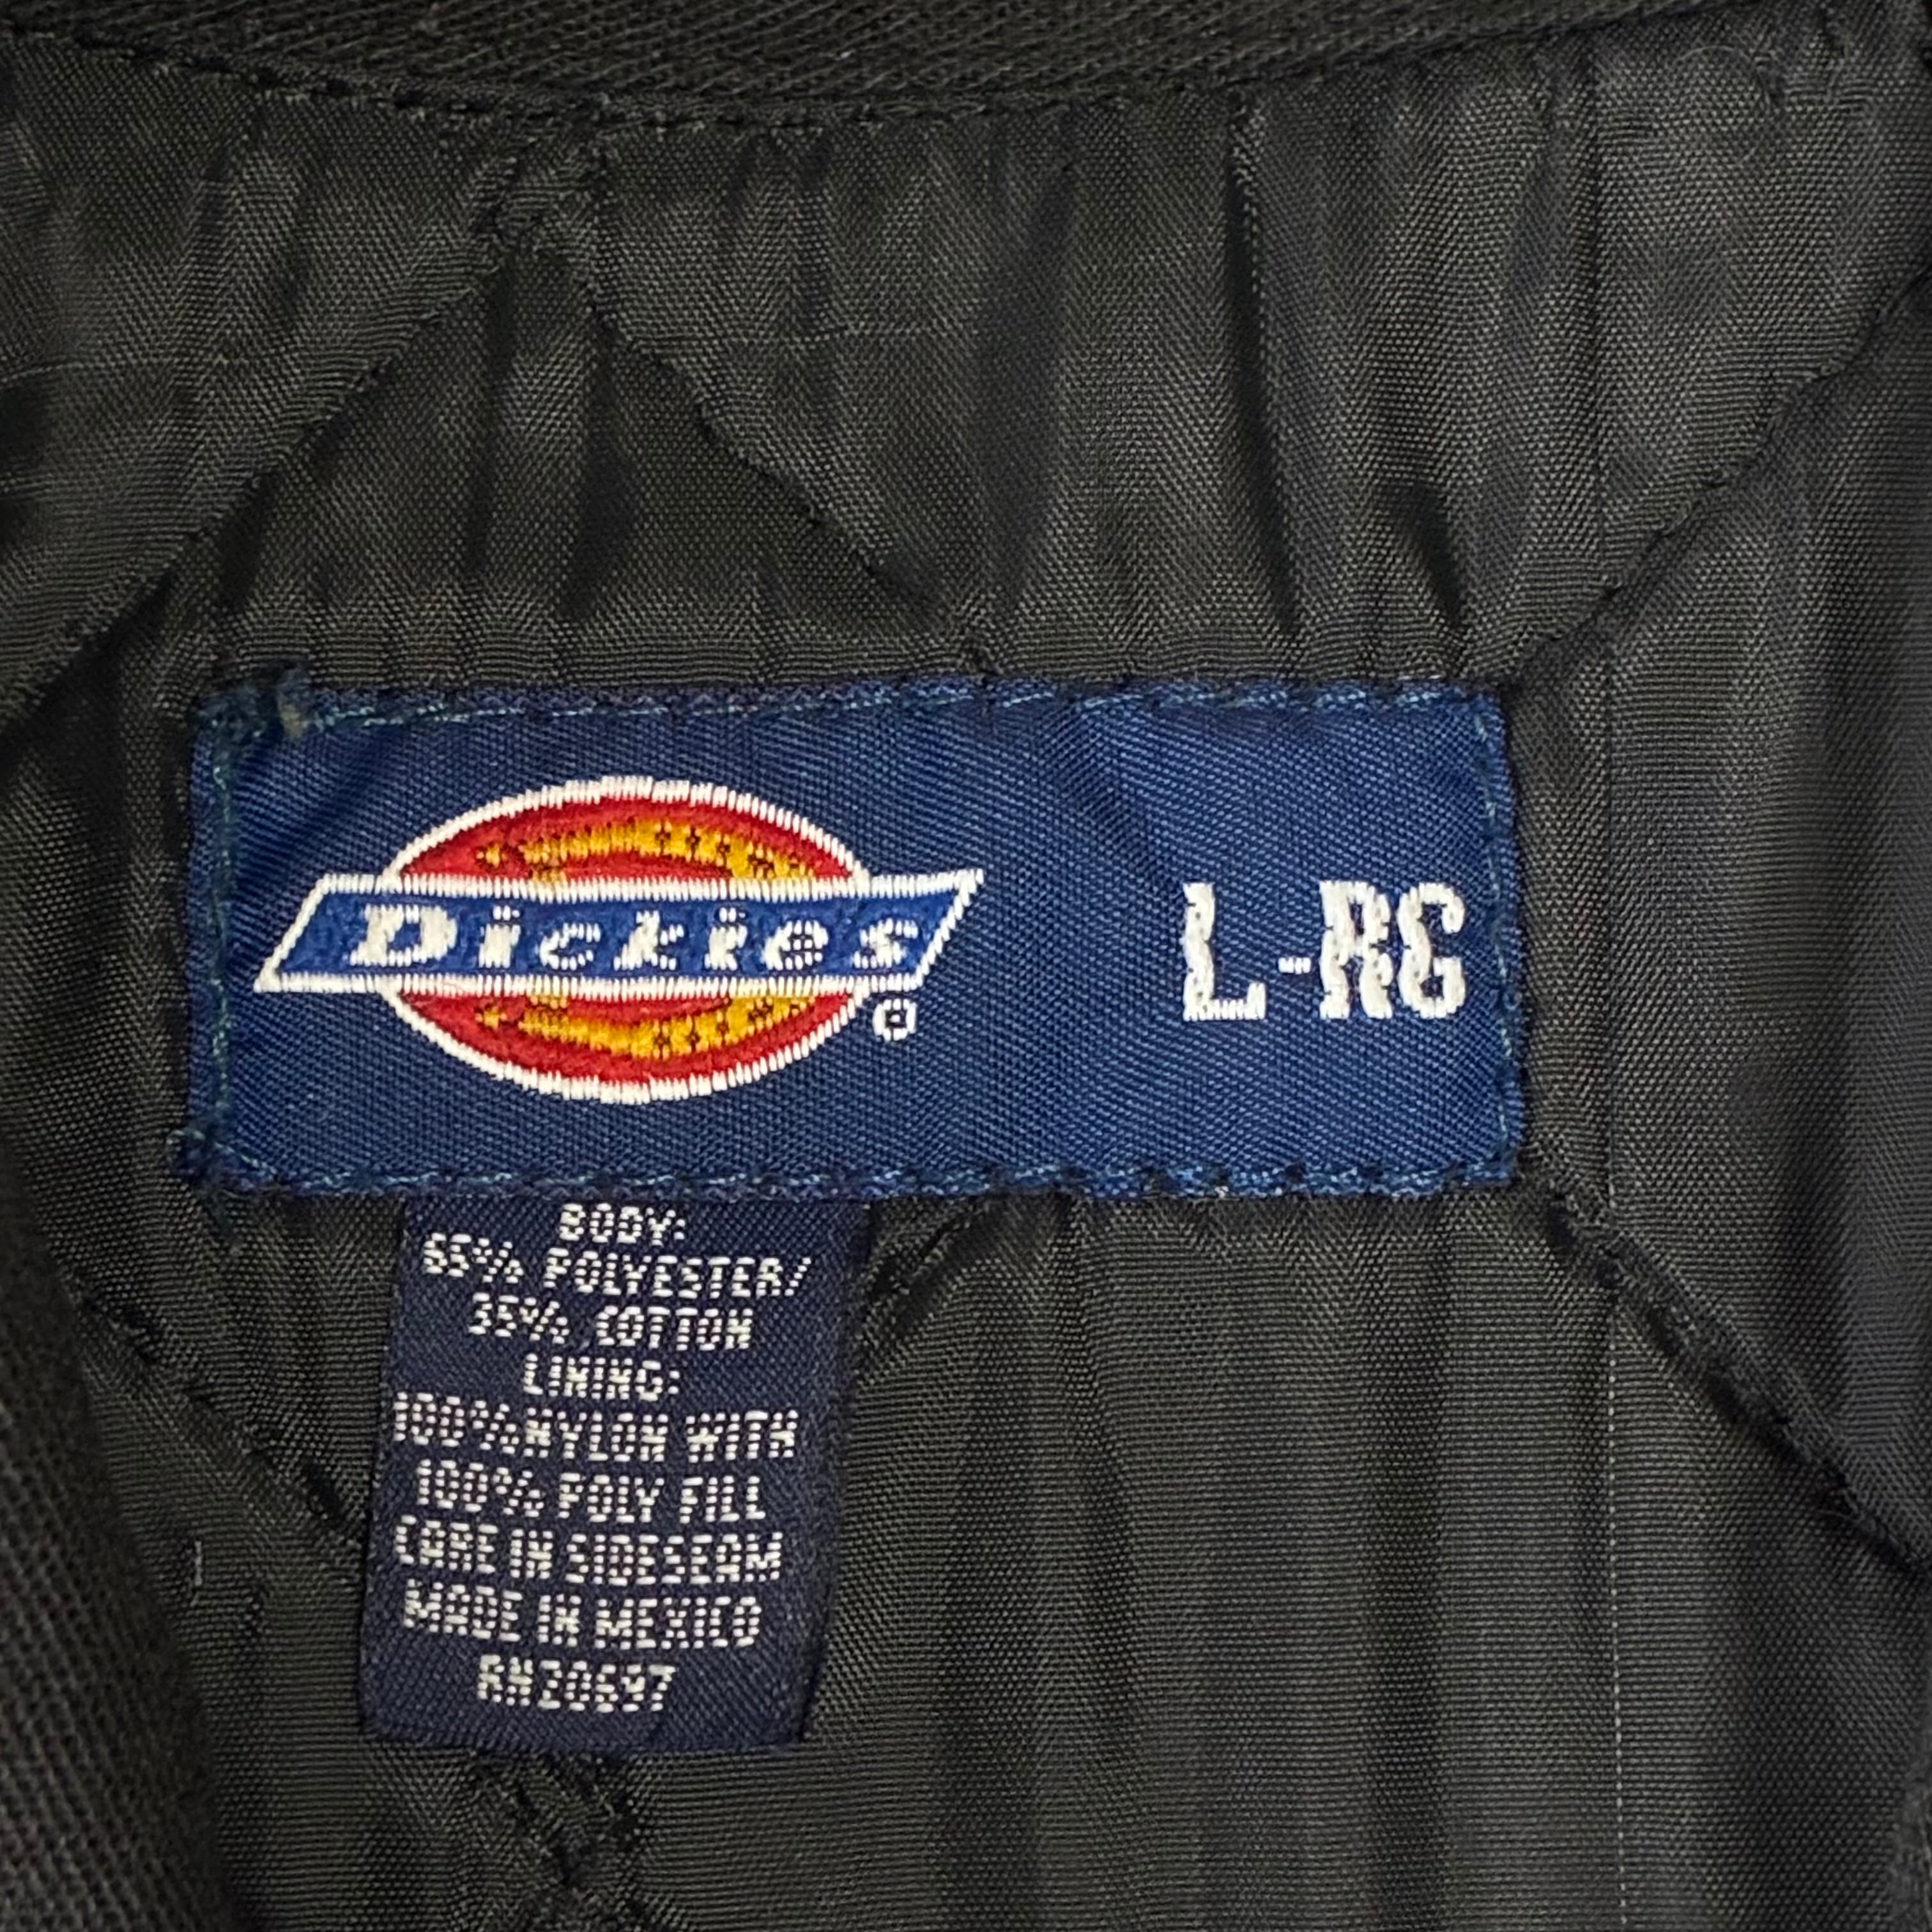 Dickies®
L-RG
BODY:
65% POLYESTER/
35% COTTON
LINING:
100% NYLON WITH
100% POLY FILL
CARE IN SIDESEAM
MADE IN MEXICO
RN20697